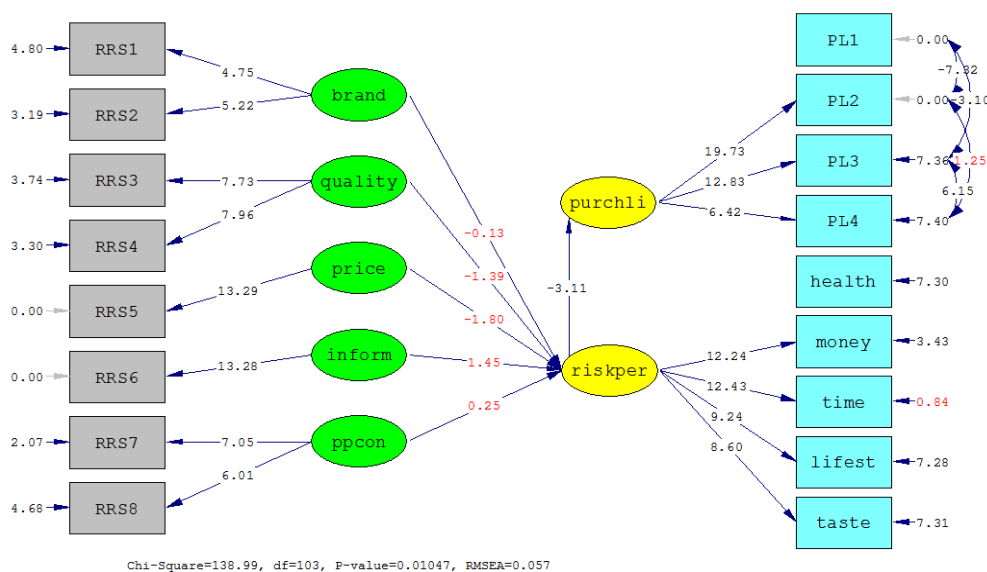 4.80 RRS1
3.19 RRS2
3.74 RRS3
3.30 RRS4
0.00 RRS5
0.00 RRS6
2.07 RRS7
4.68 RRS8
4.75
5.22
7.73
7.96
13.29
13.28
7.05
6.01
brand
quality
price
inform
ppcon
-0.13
-1.39
-1.80
1.45
0.25
purchli
-3.11
riskper
19.73
12.83
6.42
12.24
12.43
9.24
8.60
PL1 0.00
PL2 0.00
PL3 7.36
PL4 7.40
health 7.30
money 3.43
time 0.84
lifest 7.28
taste 7.31
-7.82
-3.10
1.25
6.15
Chi-Square=138.99, df=103, P-value=0.01047, RMSEA=0.057